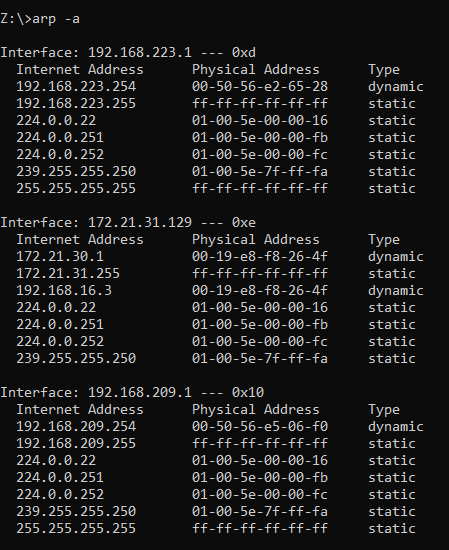 Z:\>arp -a
Interface: 192.168.223.1 --- 0xd
Internet Address Physical Address Type
192.168.223.254 00-50-56-e2-65-28 dynamic
192.168.223.255 ff-ff-ff-ff-ff-ff static
224.0.0.22 01-00-5e-00-00-16 static
224.0.0.251 01-00-5e-00-00-fb static
224.0.0.252 01-00-5e-00-00-fc static
239.255.255.250 01-00-5e-7f-ff-fa static
255.255.255.255 ff-ff-ff-ff-ff-ff static
Interface: 172.21.31.129 --- 0xe
Internet Address Physical Address Type
172.21.30.1 00-19-e8-f8-26-4f dynamic
172.21.31.255 ff-ff-ff-ff-ff-ff static
192.168.16.3 00-19-e8-f8-26-4f dynamic
224.0.0.22 01-00-5e-00-00-16 static
224.0.0.251 01-00-5e-00-00-fb static
224.0.0.252 01-00-5e-00-00-fc static
239.255.255.250 01-00-5e-7f-ff-fa static
Interface: 192.168.209.1 --- 0x10
Internet Address Physical Address Type
192.168.209.254 00-50-56-e5-06-f0 dynamic
192.168.209.255 ff-ff-ff-ff-ff-ff static
224.0.0.22 01-00-5e-00-00-16 static
224.0.0.251 01-00-5e-00-00-fb static
224.0.0.252 01-00-5e-00-00-fc static
239.255.255.250 01-00-5e-7f-ff-fa static
255.255.255.255 ff-ff-ff-ff-ff-ff static